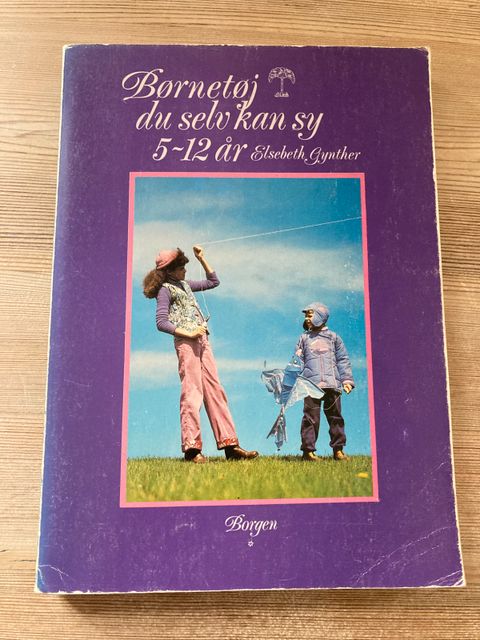 Børnetøj
du selv kan sy
5~12 år Elsebeth Gynther
Borgen